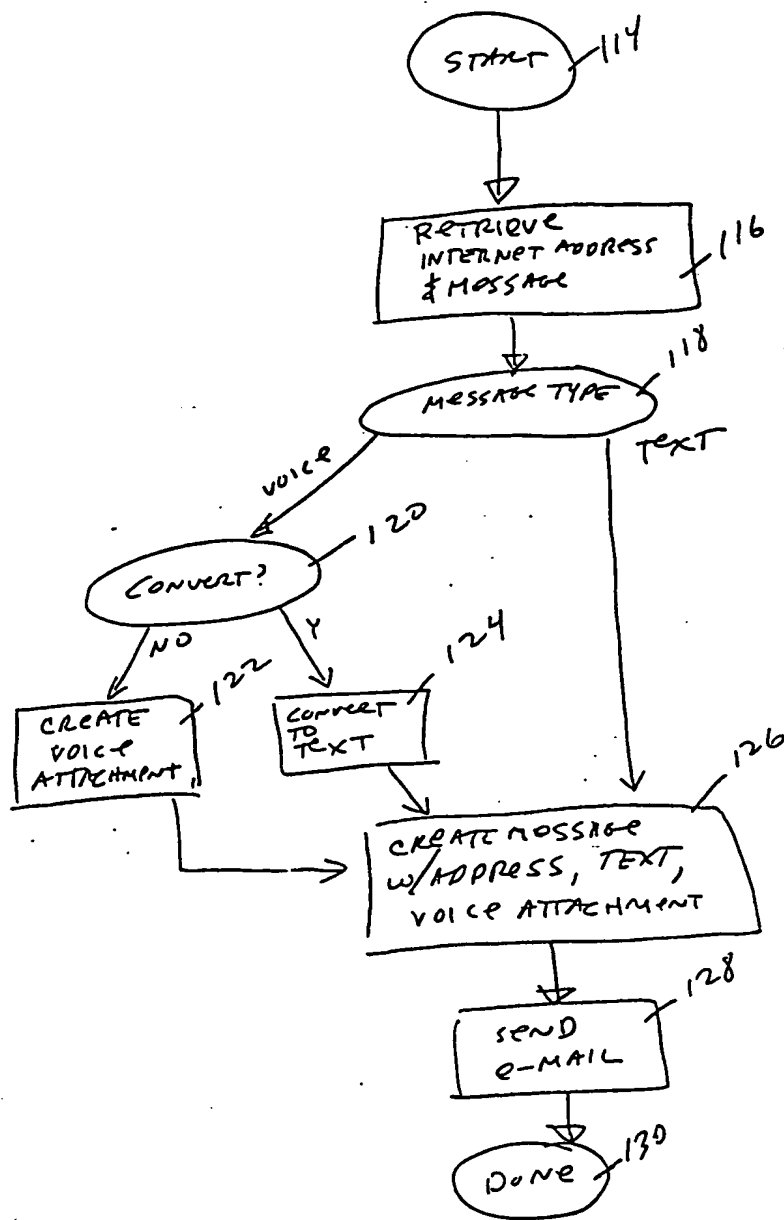 START
114
RETRIEVE
INTERNET ADDRESS
& MESSAGE
116
MESSAGE TYPE
118
VOICE
TEXT
CONVERT?
120
NO
Y
CREATE
VOICE
ATTACHMENT
122
CONVERT
TO
TEXT
124
CREATE MESSAGE
W/ADDRESS, TEXT,
VOICE ATTACHMENT
126
SEND
e-MAIL
128
DONE
130